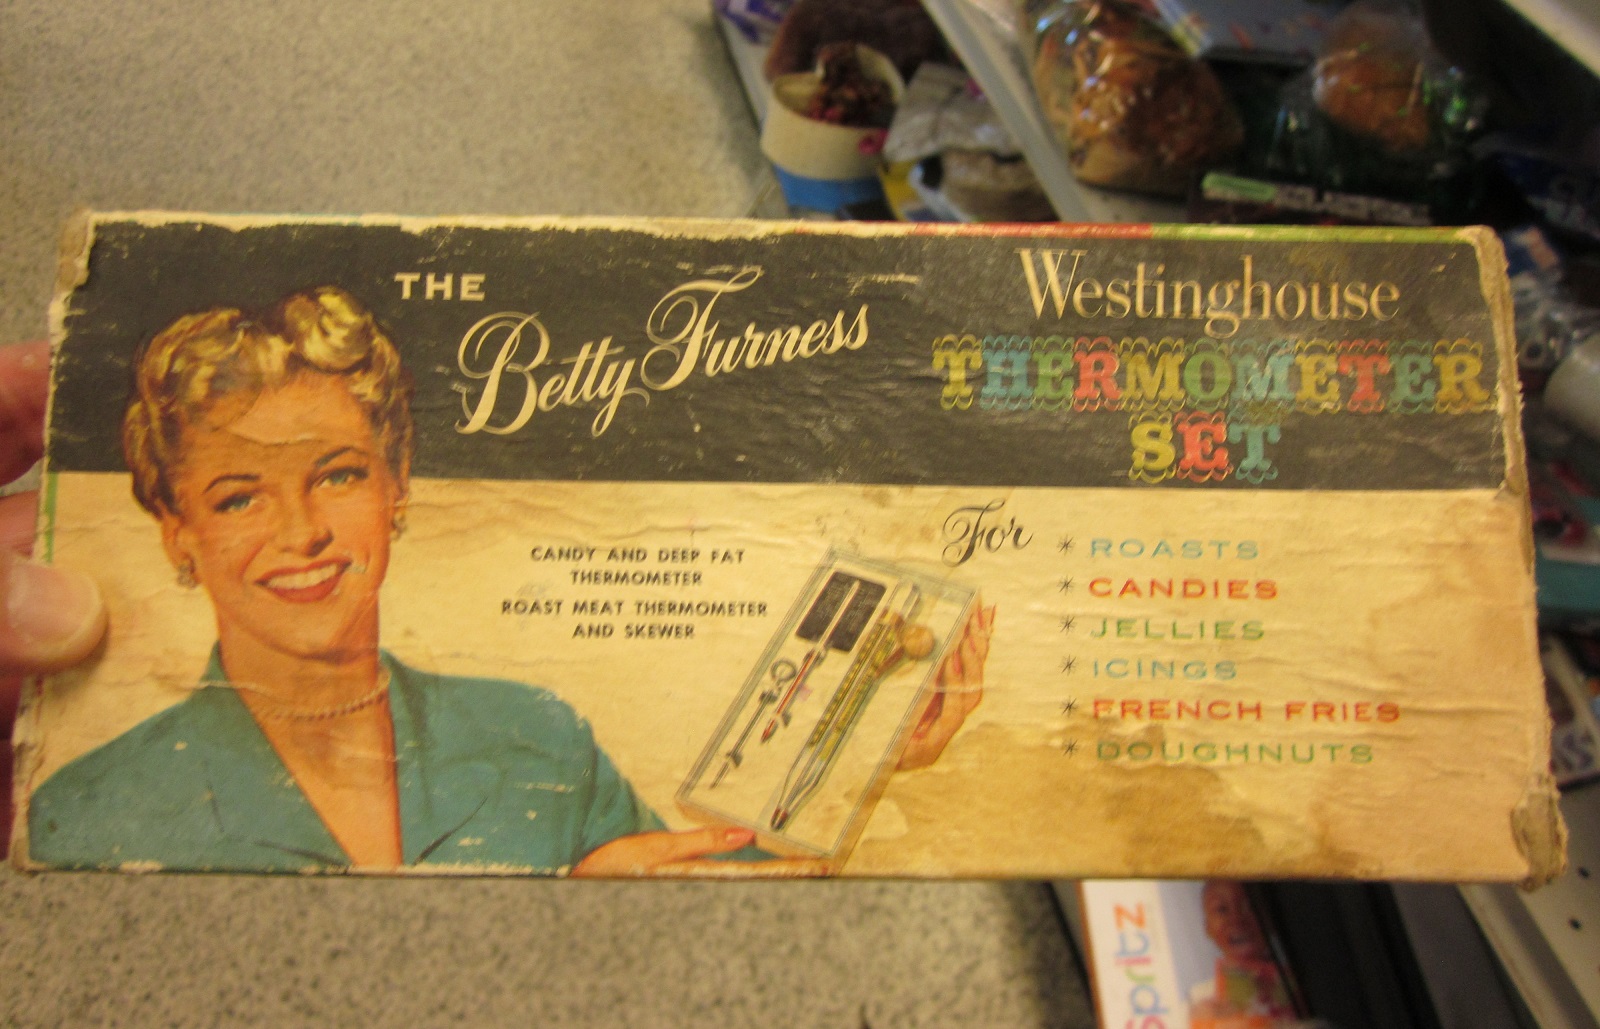 THE
Betty Furness
Westinghouse
THERMOMETER
SET
CANDY AND DEEP FAT
THERMOMETER
ROAST MEAT THERMOMETER
AND SKEWER
For
* ROASTS
* CANDIES
* JELLIES
* ICINGS
* FRENCH FRIES
* DOUGHNUTS
spritz